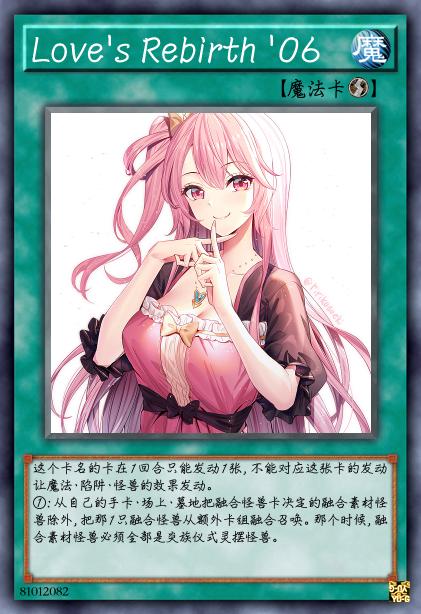 Love's Rebirth '06
魔
【魔法卡】
这个卡名的卡在1回合只能发动1张,不能对应这张卡的发动
让魔法·陷阱·怪兽的效果发动。
①:从自己的手卡·场上·墓地把融合怪兽卡决定的融合素材怪
兽除外,把那1只融合怪兽从额外卡组融合召唤。那个时候,融
合素材怪兽必须全部是炎族仪式灵摆怪兽。
81012082